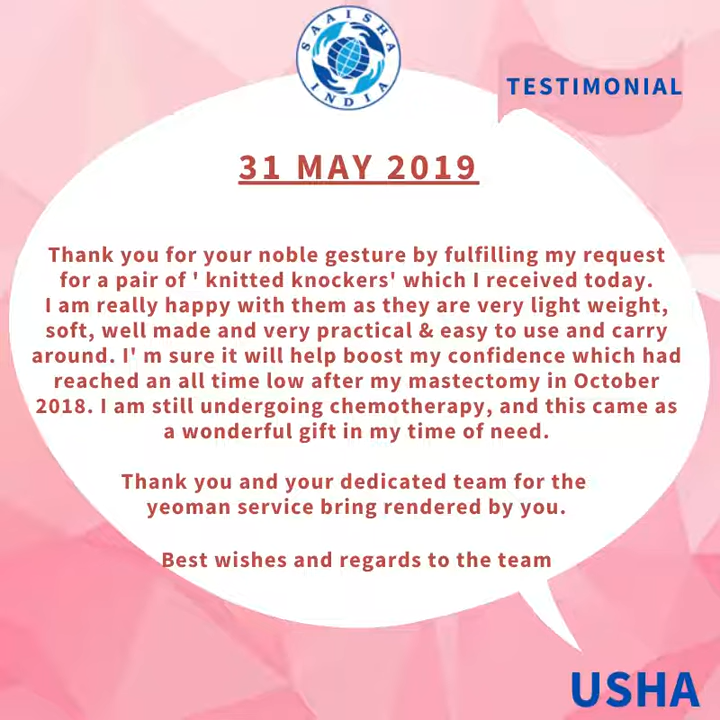 SAAISHA
INDIA
TESTIMONIAL
31 MAY 2019
Thank you for your noble gesture by fulfilling my request
for a pair of ' knitted knockers' which I received today.
I am really happy with them as they are very light weight,
soft, well made and very practical & easy to use and carry
around. I' m sure it will help boost my confidence which had
reached an all time low after my mastectomy in October
2018. I am still undergoing chemotherapy, and this came as
a wonderful gift in my time of need.
Thank you and your dedicated team for the
yeoman service bring rendered by you.
Best wishes and regards to the team
USHA